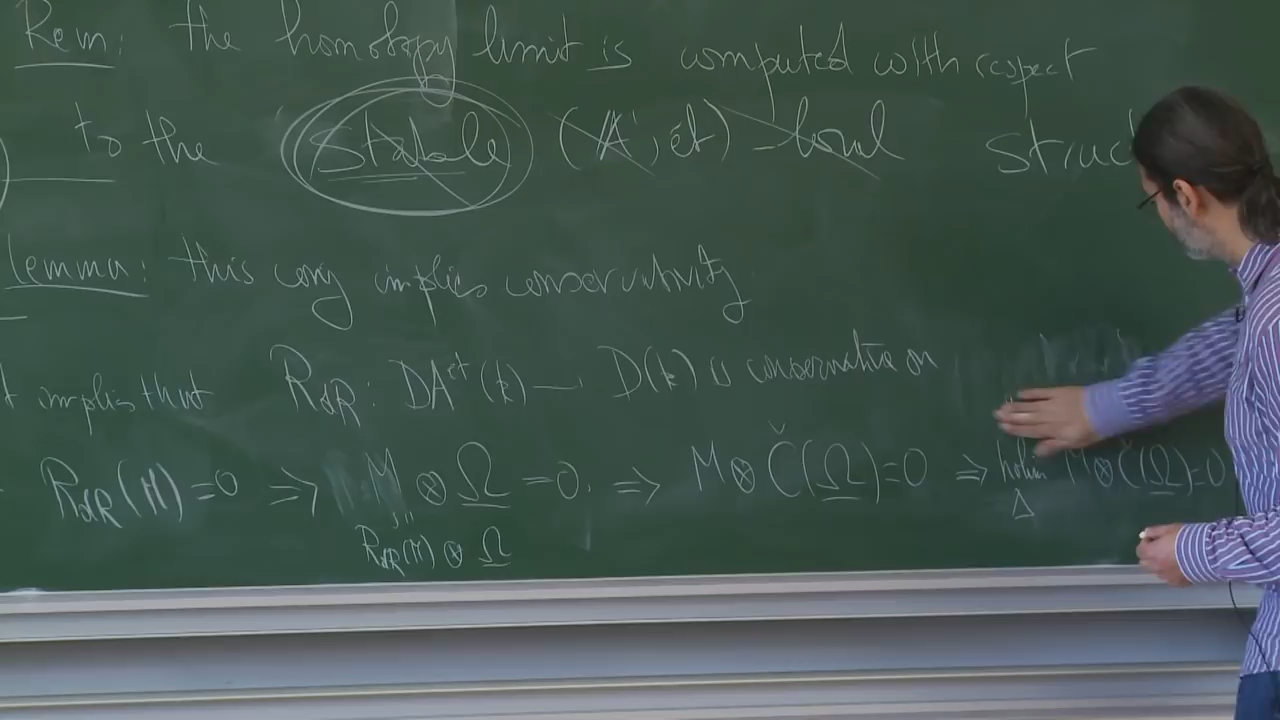 Rem: the homotopy limit is computed with respect
to the stable (A¹, ét) - local struc
Lemma: this conj implies conservativity
implies that R_dR : DA^ét(k) → D(k) is conservative on
R_dR(M) = 0 ⇒ M ⊗ Ω = 0. ⇒ M ⊗ Č(Ω) = 0 ⇒ holim M ⊗ Č(Ω) = 0
Δ
R_dR(M) ⊗ Ω